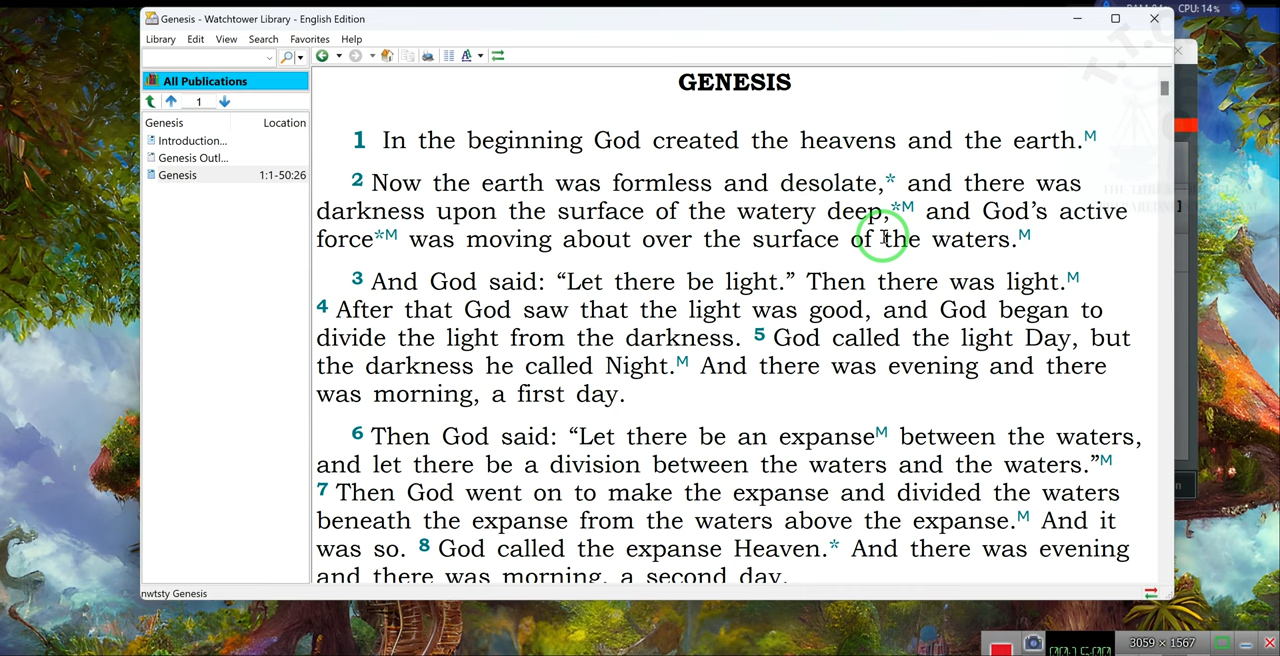 CPU: 14%
Genesis - Watchtower Library - English Edition
Library Edit View Search Favorites Help
All Publications
1
Genesis Location
Introduction...
Genesis Outl...
Genesis 1:1-50:26
GENESIS
1 In the beginning God created the heavens and the earth.M
2 Now the earth was formless and desolate,* and there was
darkness upon the surface of the watery deep,*M and God’s active
force*M was moving about over the surface of the waters.M
3 And God said: “Let there be light.” Then there was light.M
4 After that God saw that the light was good, and God began to
divide the light from the darkness. 5 God called the light Day, but
the darkness he called Night.M And there was evening and there
was morning, a first day.
6 Then God said: “Let there be an expanseM between the waters,
and let there be a division between the waters and the waters.”M
7 Then God went on to make the expanse and divided the waters
beneath the expanse from the waters above the expanse.M And it
was so. 8 God called the expanse Heaven.* And there was evening
and there was morning, a second day.
nwtsty Genesis
3059 × 1567